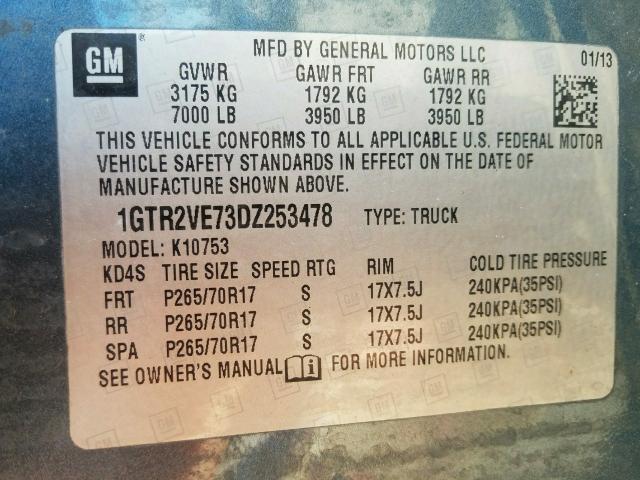 GM
MFD BY GENERAL MOTORS LLC
01/13
GVWR GAWR FRT GAWR RR
3175 KG 1792 KG 1792 KG
7000 LB 3950 LB 3950 LB
THIS VEHICLE CONFORMS TO ALL APPLICABLE U.S. FEDERAL MOTOR
VEHICLE SAFETY STANDARDS IN EFFECT ON THE DATE OF
MANUFACTURE SHOWN ABOVE.
1GTR2VE73DZ253478 TYPE: TRUCK
MODEL: K10753
KD4S TIRE SIZE SPEED RTG RIM COLD TIRE PRESSURE
FRT P265/70R17 S 17X7.5J 240KPA(35PSI)
RR P265/70R17 S 17X7.5J 240KPA(35PSI)
SPA P265/70R17 S 17X7.5J 240KPA(35PSI)
SEE OWNER'S MANUAL FOR MORE INFORMATION.